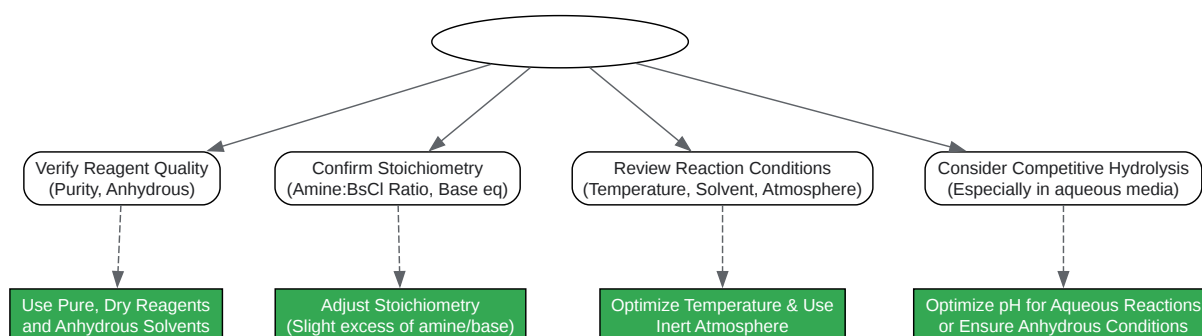 Verify Reagent Quality
(Purity, Anhydrous)
Confirm Stoichiometry
(Amine:BsCl Ratio, Base eq)
Review Reaction Conditions
(Temperature, Solvent, Atmosphere)
Consider Competitive Hydrolysis
(Especially in aqueous media)
Use Pure, Dry Reagents
and Anhydrous Solvents
Adjust Stoichiometry
(Slight excess of amine/base)
Optimize Temperature & Use
Inert Atmosphere
Optimize pH for Aqueous Reactions
or Ensure Anhydrous Conditions